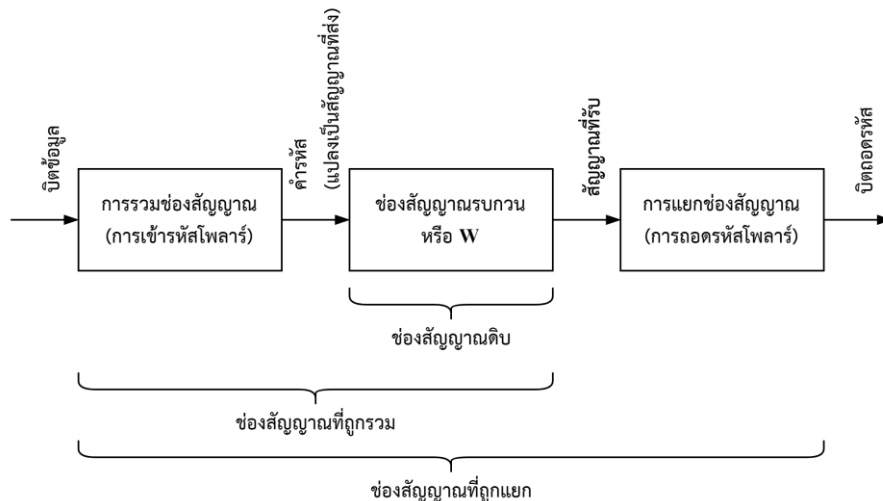 บิตข้อมูล
คำรหัส
(แปลงเป็นสัญญาณที่ส่ง)
สัญญาณที่รับ
บิตถอดรหัส
การรวมช่องสัญญาณ
(การเข้ารหัสโพลาร์)
ช่องสัญญาณรบกวน
หรือ W
การแยกช่องสัญญาณ
(การถอดรหัสโพลาร์)
ช่องสัญญาณดิบ
ช่องสัญญาณที่ถูกรวม
ช่องสัญญาณที่ถูกแยก